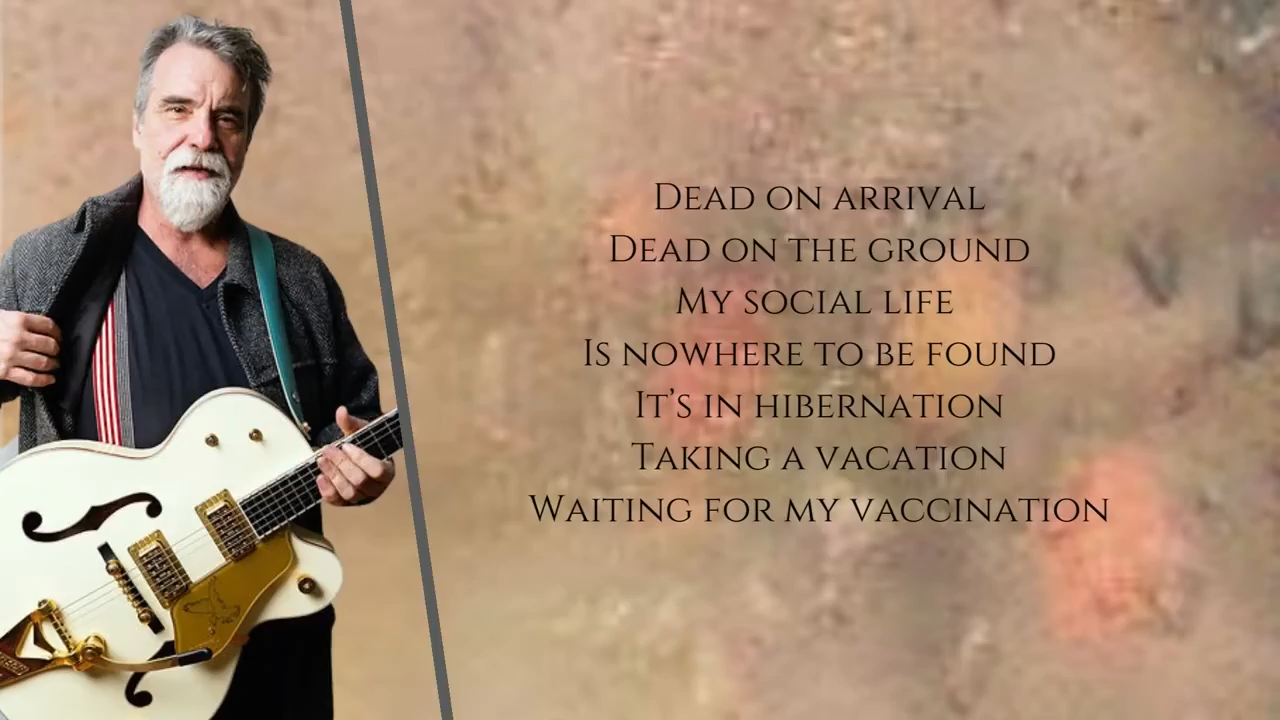 Dead on arrival
Dead on the ground
My social life
Is nowhere to be found
It's in hibernation
Taking a vacation
Waiting for my vaccination